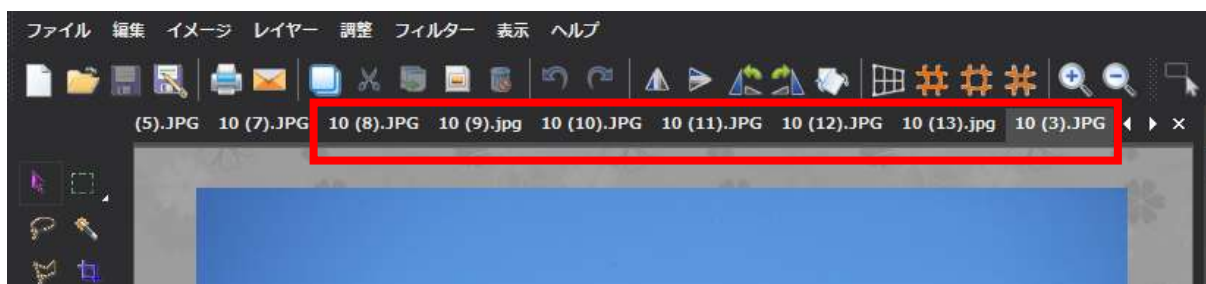 ファイル 編集 イメージ レイヤー 調整 フィルター 表示 ヘルプ
(5).JPG 10 (7).JPG 10 (8).JPG 10 (9).jpg 10 (10).JPG 10 (11).JPG 10 (12).JPG 10 (13).jpg 10 (3).JPG